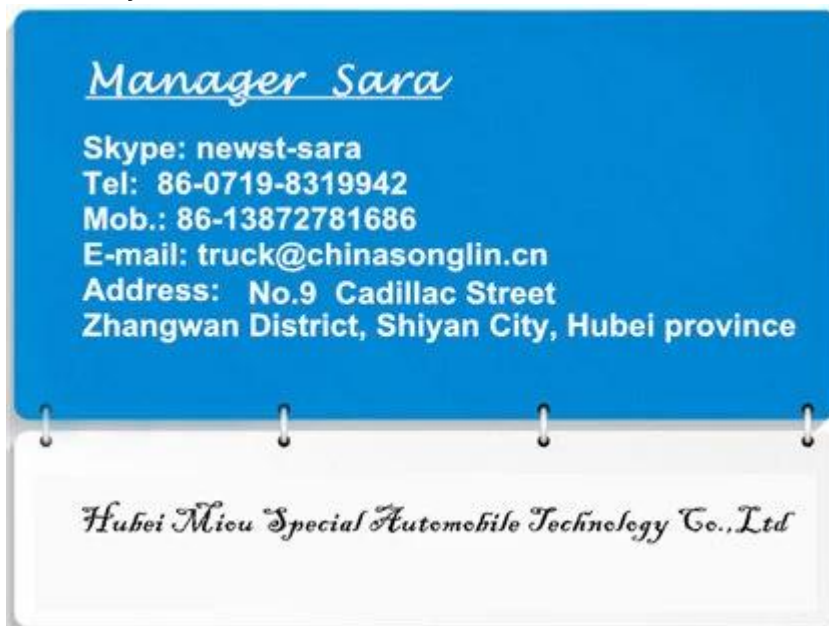 Manager Sara
Skype: newst-sara
Tel: 86-0719-8319942
Mob.: 86-13872781686
E-mail: truck@chinasonglin.cn
Address: No.9 Cadillac Street
Zhangwan District, Shiyan City, Hubei province
Hubei Miou Special Automobile Technology Co.,Ltd